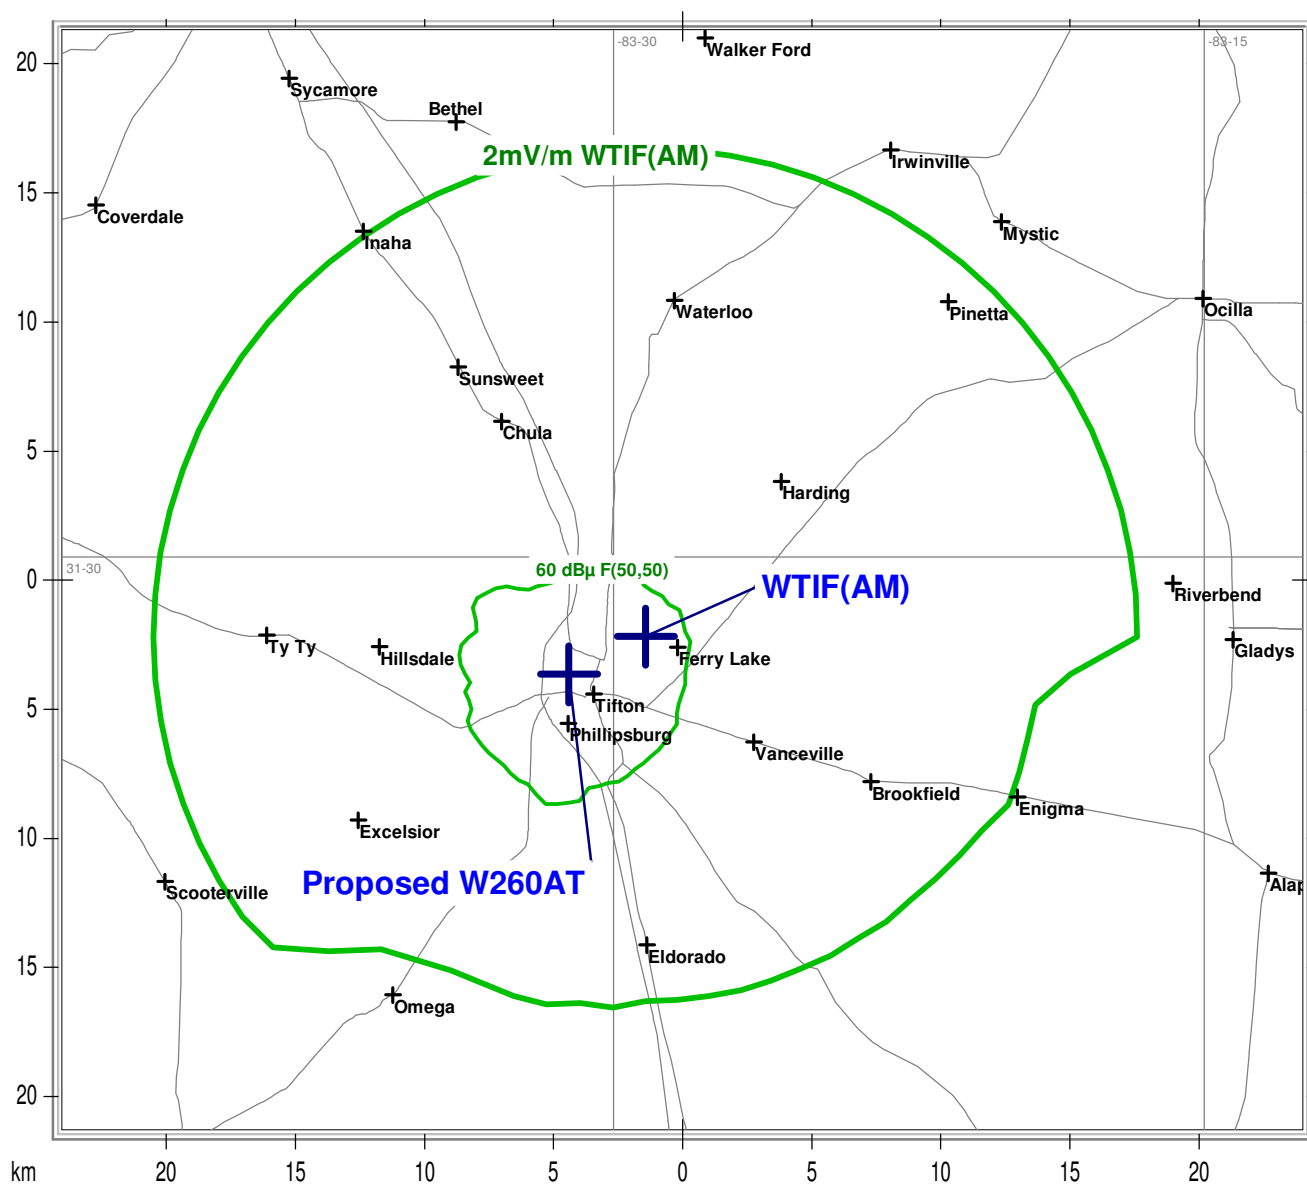 -83-30
-83-15
Walker Ford
20
Sycamore
Bethel
2mV/m WTIF(AM)
Irwinville
15
Coverdale
Mystic
Inaha
10
Waterloo
Pinetta
Ocilla
Sunsweet
5
Chula
Harding
31-30
60 dBµ F(50,50)
0
WTIF(AM)
Riverbend
Ty Ty
Hillsdale
Ferry Lake
Gladys
5
Tifton
Phillipsburg
Vanceville
Brookfield
Enigma
10
Excelsior
Proposed W260AT
Scooterville
Alap
15
Eldorado
Omega
20
km
20 15 10 5 0 5 10 15 20